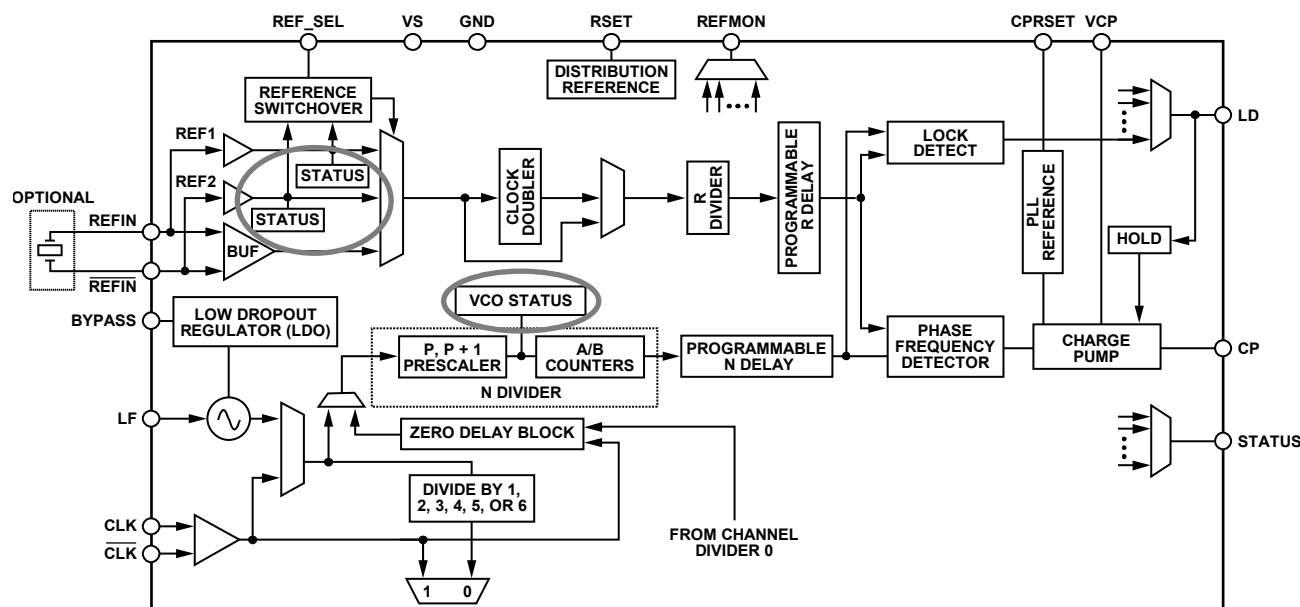 REF_SEL
VS
GND
RSET
REFMON
CPRSET
VCP
DISTRIBUTION
REFERENCE
REFERENCE
SWITCHOVER
REF1
REF2
STATUS
STATUS
BUF
OPTIONAL
REFIN
REFIN
CLOCK
DOUBLER
R
DIVIDER
PROGRAMMABLE
R DELAY
LOCK
DETECT
PLL
REFERENCE
HOLD
LD
BYPASS
LOW DROPOUT
REGULATOR (LDO)
VCO STATUS
P, P + 1
PRESCALER
A/B
COUNTERS
N DIVIDER
PROGRAMMABLE
N DELAY
PHASE
FREQUENCY
DETECTOR
CHARGE
PUMP
CP
LF
ZERO DELAY BLOCK
STATUS
DIVIDE BY 1,
2, 3, 4, 5, OR 6
FROM CHANNEL
DIVIDER 0
CLK
CLK
1 0